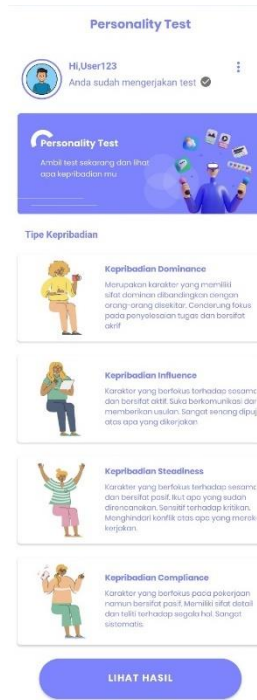 Personality Test
Hi,User123
Anda sudah mengerjakan test
Personality Test
Ambil test sekarang dan lihat
apa kepribadian mu
Tipe Kepribadian
Kepribadian Dominance
Merupakan karakter yang memiliki
sifat dominan dibandingkan dengan
orang-orang disekitar. Cenderung fokus
pada penyelesaian tugas dan bersifat
akrif
Kepribadian Influence
Karakter yang berfokus terhadap sesama
dan bersifat aktif. Suka berkomunikasi dan
memberikan usulan. Sangat senang dipuj
atas apa yang dikerjakan
Kepribadian Steadiness
Karakter yang berfokus terhadap sesama
dan bersifat pasif. Ikut apa yang sudah
direncanakan. Sensitif terhadap kritikan.
Menghindari konflik atas apa yang merek
kerjakan.
Kepribadian Compliance
Karakter yang berfokus pada pekerjaan
namun bersifat pasif. Memiliki sifat detail
dan teliti terhadap segala hal. Sangat
sistematis
LIHAT HASIL